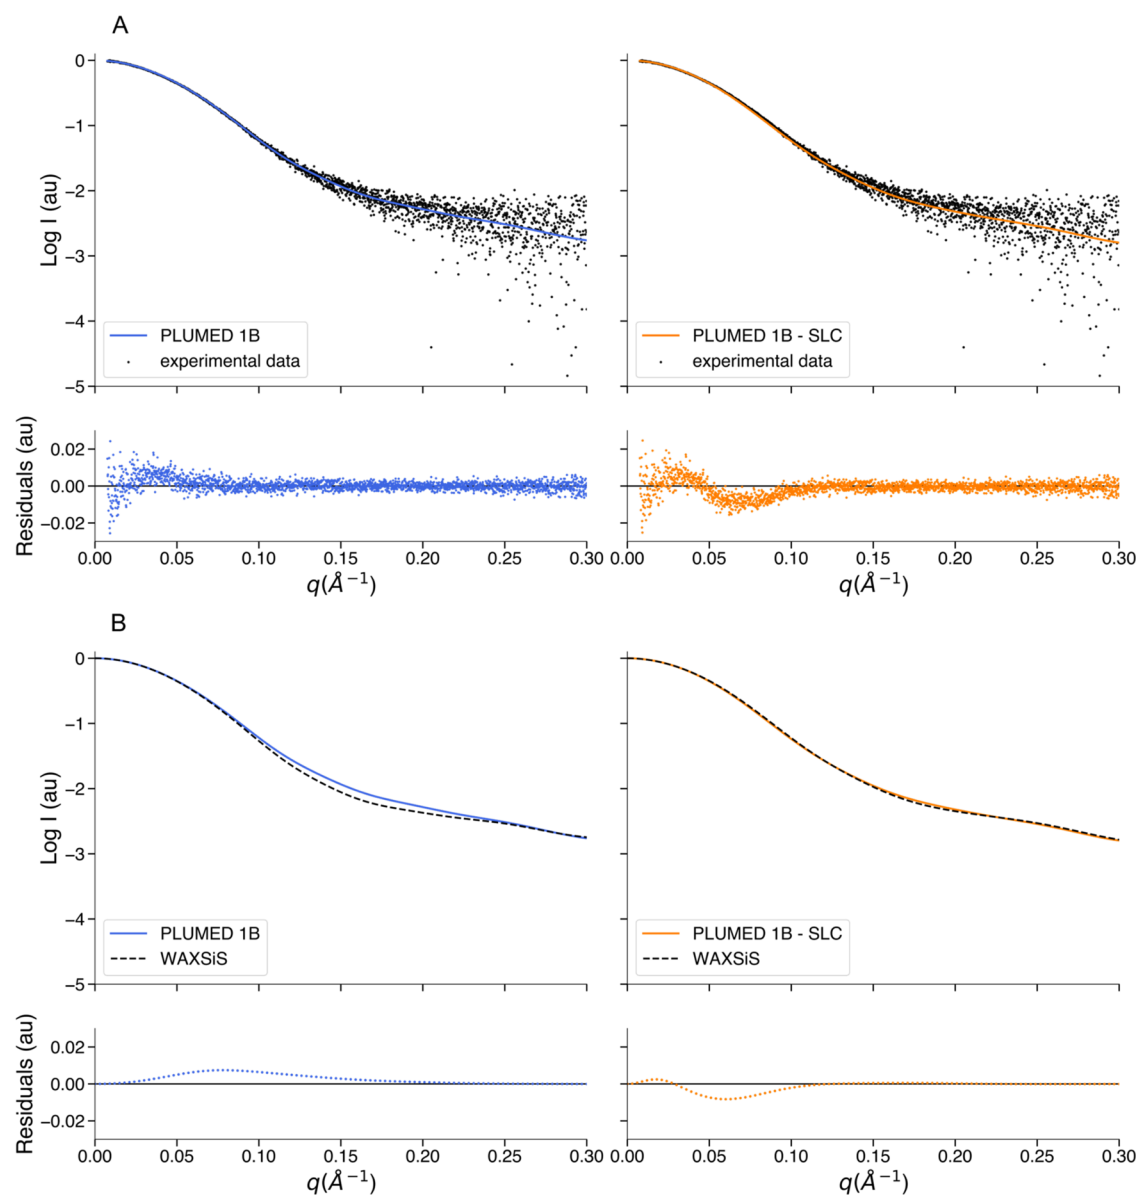 A
0
−1
−2
−3
−4
−5
Log I (au)
PLUMED 1B
experimental data
PLUMED 1B - SLC
experimental data
0.02
0.00
−0.02
Residuals (au)
0.00 0.05 0.10 0.15 0.20 0.25 0.30
q(Å⁻¹)
0.00 0.05 0.10 0.15 0.20 0.25 0.30
q(Å⁻¹)
B
0
−1
−2
−3
−4
−5
Log I (au)
PLUMED 1B
WAXSiS
PLUMED 1B - SLC
WAXSiS
0.02
0.00
−0.02
Residuals (au)
0.00 0.05 0.10 0.15 0.20 0.25 0.30
q(Å⁻¹)
0.00 0.05 0.10 0.15 0.20 0.25 0.30
q(Å⁻¹)